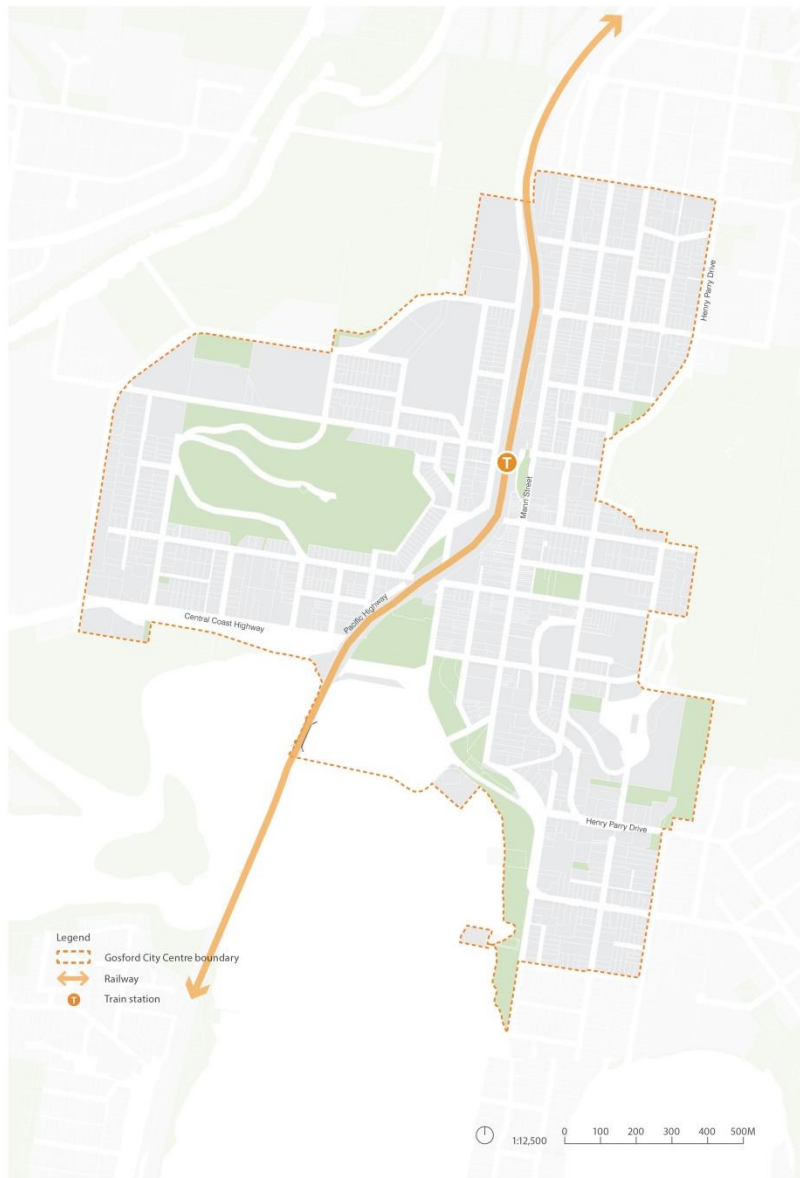 Henry Parry Drive
T
Mann Street
Pacific Highway
Central Coast Highway
Henry Parry Drive
Legend
Gosford City Centre boundary
Railway
T Train station
1:12,500 0 100 200 300 400 500M